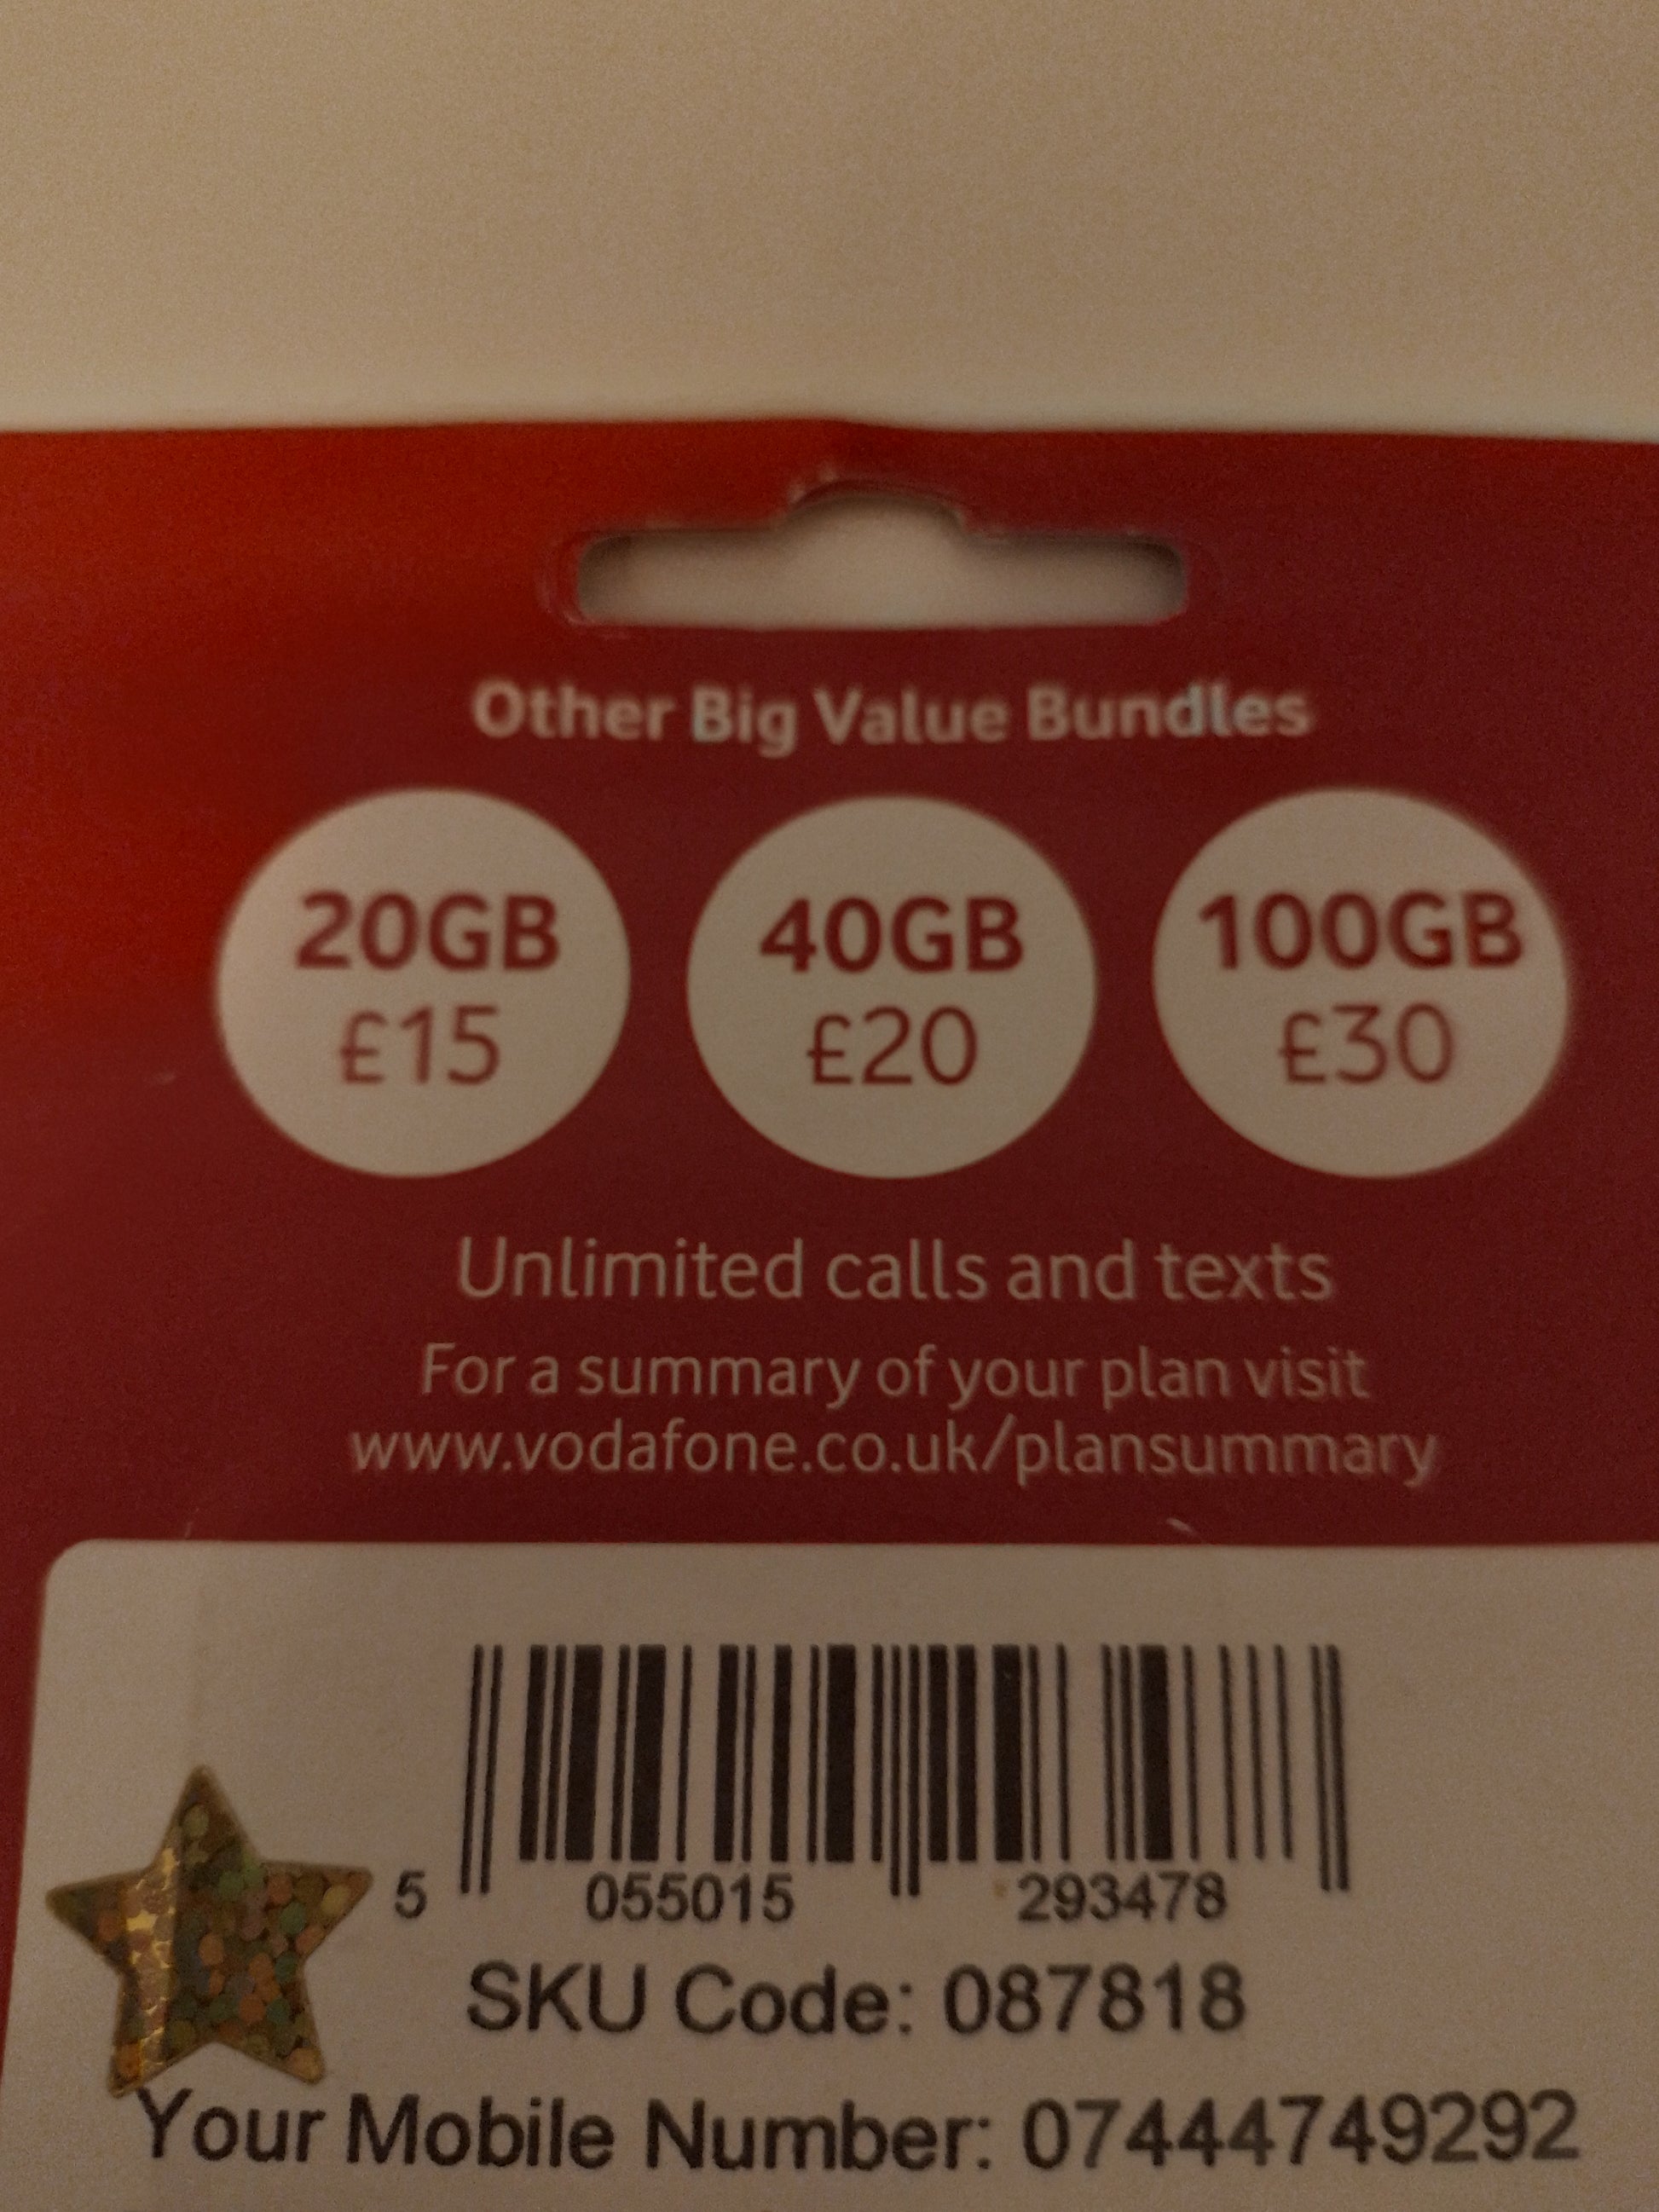 Other Big Value Bundles
20GB
£15
40GB
£20
100GB
£30
Unlimited calls and texts
For a summary of your plan visit
www.vodafone.co.uk/plansummary
5 055015 293478
SKU Code: 087818
Your Mobile Number: 07444749292